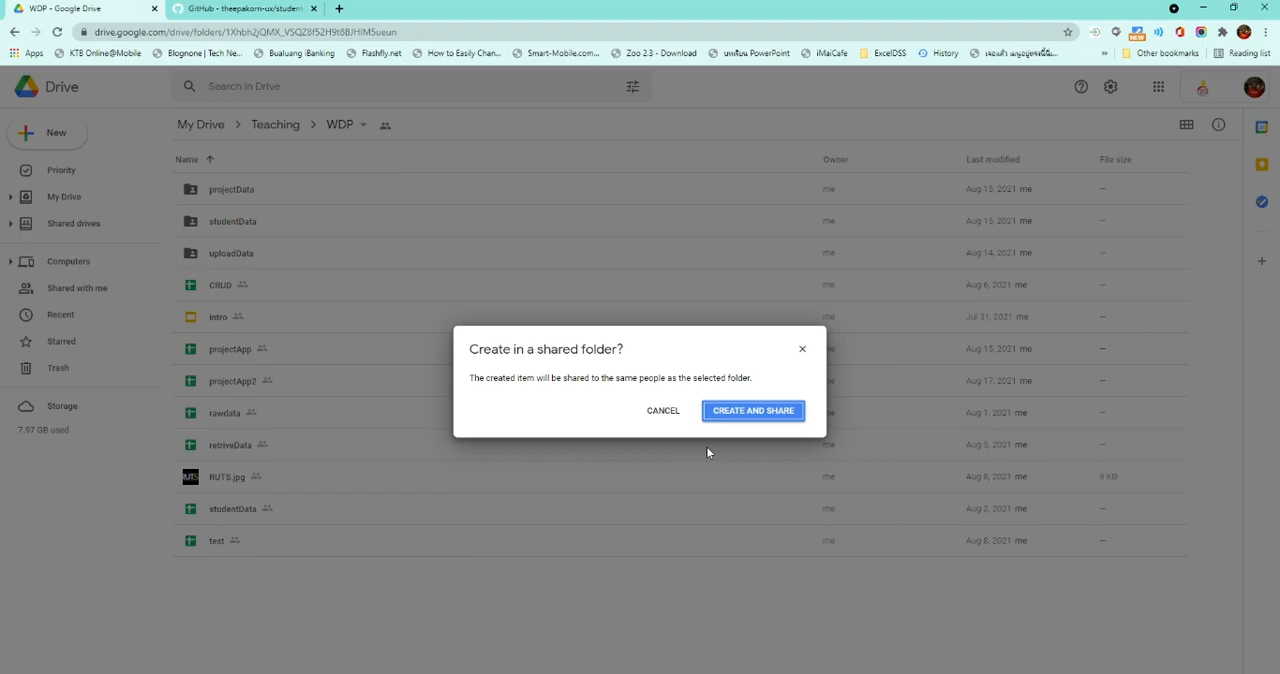 WDP - Google Drive
GitHub - theepakorn-ux/student
drive.google.com/drive/folders/1Xhbh2jQMX_VSQZ8f52H9t8BJHIM5ueun
Apps
KTB Online@Mobile
Blognone | Tech Ne...
Bualuang iBanking
Flashfly.net
How to Easily Chan...
Smart-Mobile.com...
Zoo 2.3 - Download
บทเรียน PowerPoint
iMaiCafe
ExcelDSS
History
»
Other bookmarks
Reading list
NEW
Drive
Search in Drive
New
My Drive > Teaching > WDP
Name
Owner
Last modified
File size
Priority
My Drive
Shared drives
Computers
Shared with me
Recent
Starred
Trash
Storage
7.97 GB used
projectData me Aug 15, 2021 me --
studentData me Aug 15, 2021 me --
uploadData me Aug 14, 2021 me --
CRUD me Aug 6, 2021 me --
intro me Jul 31, 2021 me --
projectApp me Aug 15, 2021 me --
projectApp2 me Aug 17, 2021 me --
rawdata me Aug 1, 2021 me --
retriveData me Aug 5, 2021 me --
RUTS
RUTS.jpg me Aug 8, 2021 me 9 KB
studentData me Aug 2, 2021 me --
test me Aug 8, 2021 me --
Create in a shared folder?
The created item will be shared to the same people as the selected folder.
CANCEL
CREATE AND SHARE